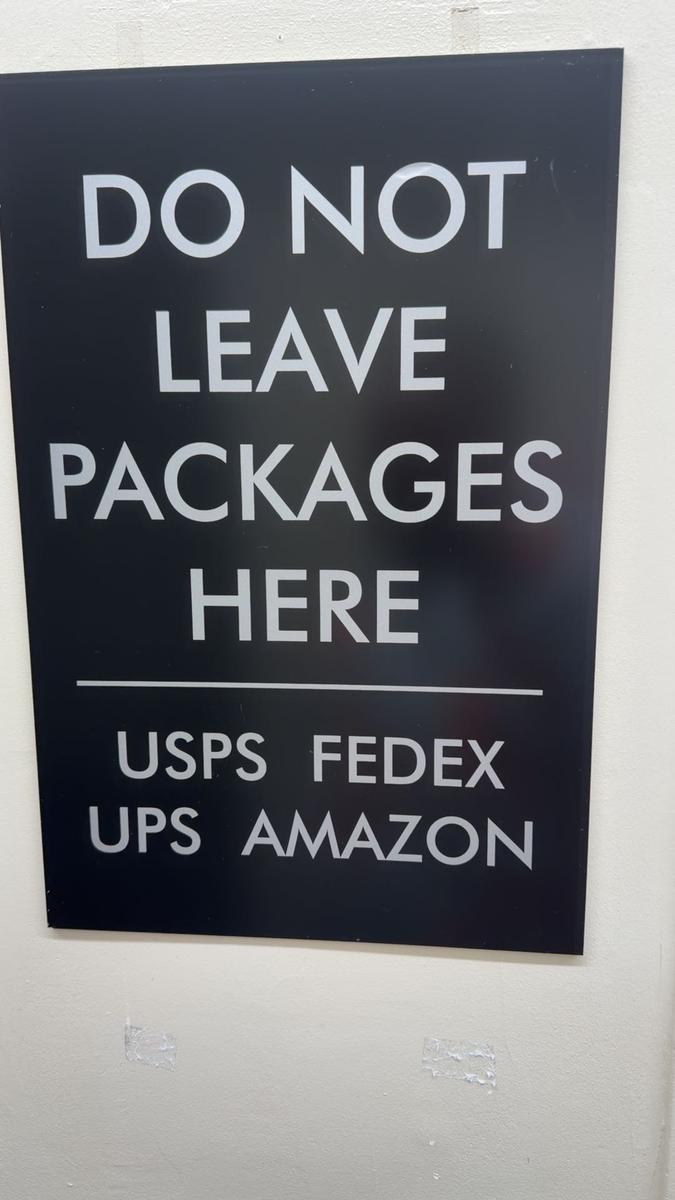 DO NOT
LEAVE
PACKAGES
HERE
USPS FEDEX
UPS AMAZON